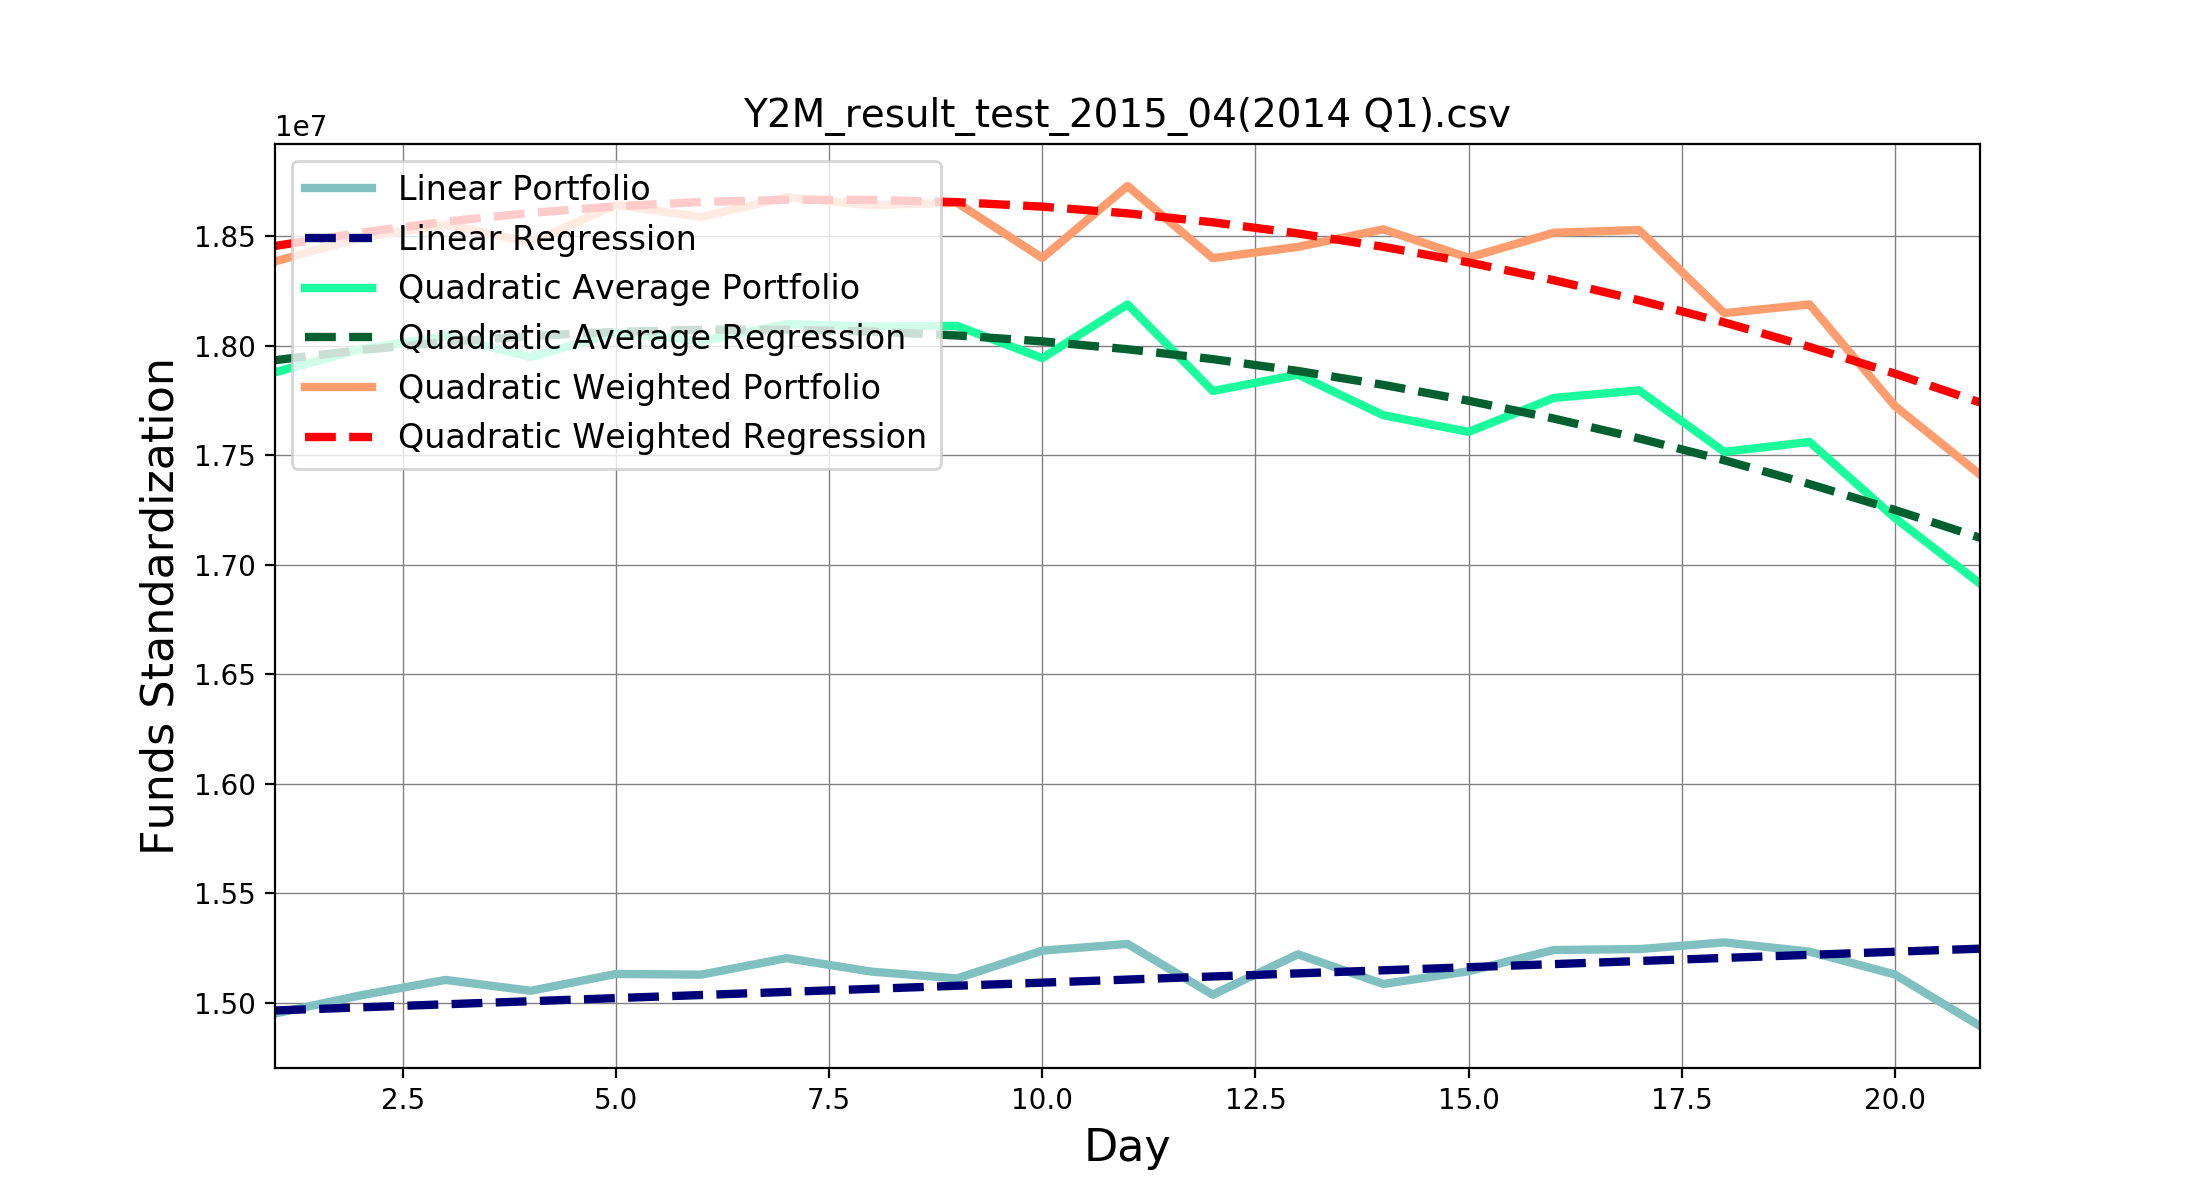 Y2M_result_test_2015_04(2014 Q1).csv
1e7
Linear Portfolio
Linear Regression
Quadratic Average Portfolio
Quadratic Average Regression
Quadratic Weighted Portfolio
Quadratic Weighted Regression
1.85
1.80
1.75
1.70
1.65
1.60
1.55
1.50
Funds Standardization
2.5 5.0 7.5 10.0 12.5 15.0 17.5 20.0
Day